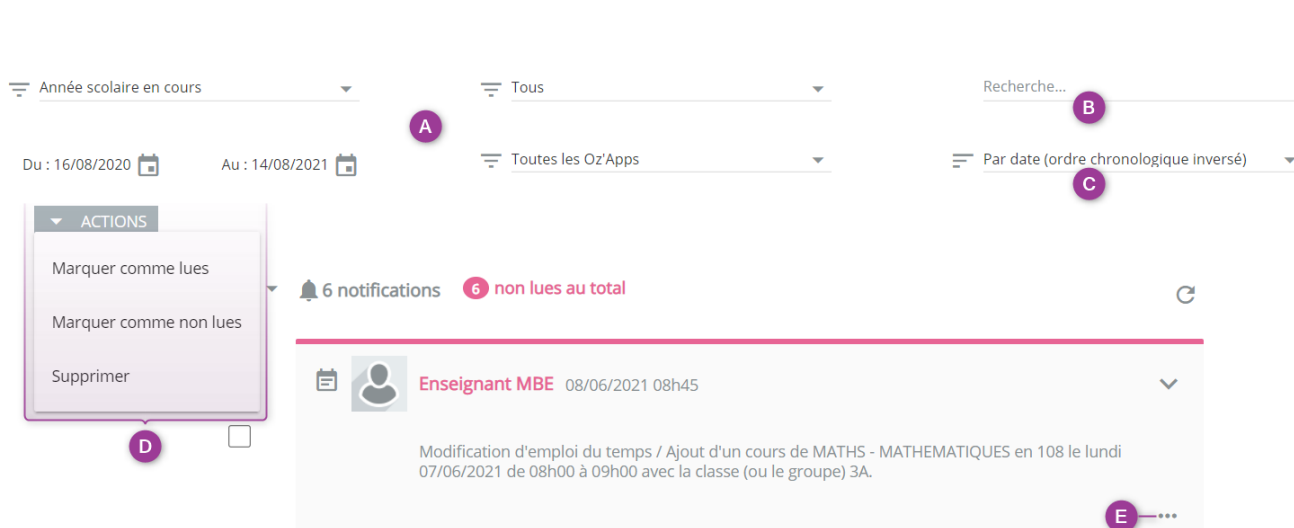 Année scolaire en cours
Tous
Recherche...
A
B
Du : 16/08/2020
Au : 14/08/2021
Toutes les Oz'Apps
Par date (ordre chronologique inversé)
C
ACTIONS
Marquer comme lues
Marquer comme non lues
Supprimer
D
6 notifications
6 non lues au total
Enseignant MBE 08/06/2021 08h45
Modification d'emploi du temps / Ajout d'un cours de MATHS - MATHEMATIQUES en 108 le lundi
07/06/2021 de 08h00 à 09h00 avec la classe (ou le groupe) 3A.
E